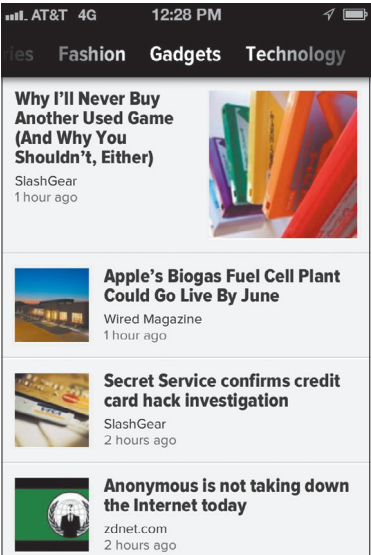 AT&T 4G 12:28 PM
ries Fashion Gadgets Technology
Why I'll Never Buy
Another Used Game
(And Why You
Shouldn't, Either)
SlashGear
1 hour ago
Apple's Biogas Fuel Cell Plant
Could Go Live By June
Wired Magazine
1 hour ago
Secret Service confirms credit
card hack investigation
SlashGear
2 hours ago
Anonymous is not taking down
the Internet today
zdnet.com
2 hours ago